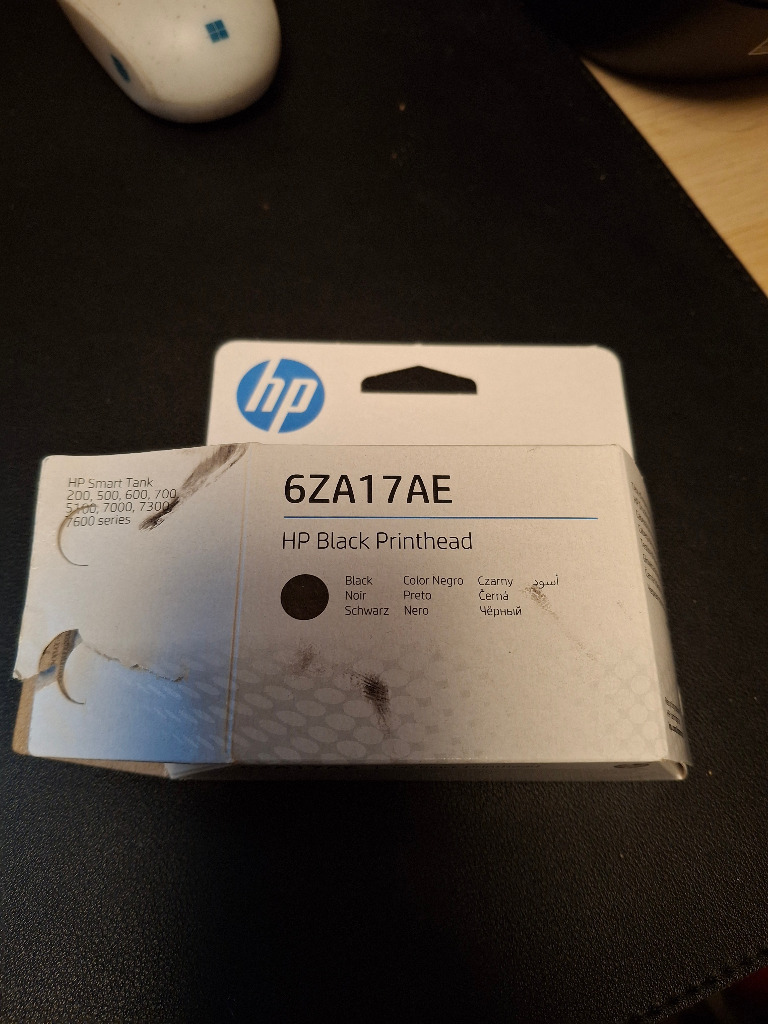 hp
HP Smart Tank
200, 500, 600, 700,
5100, 7000, 7300,
7600 series
6ZA17AE
HP Black Printhead
Black Color Negro Czarny أسود
Noir Preto Černá
Schwarz Nero Чёрный